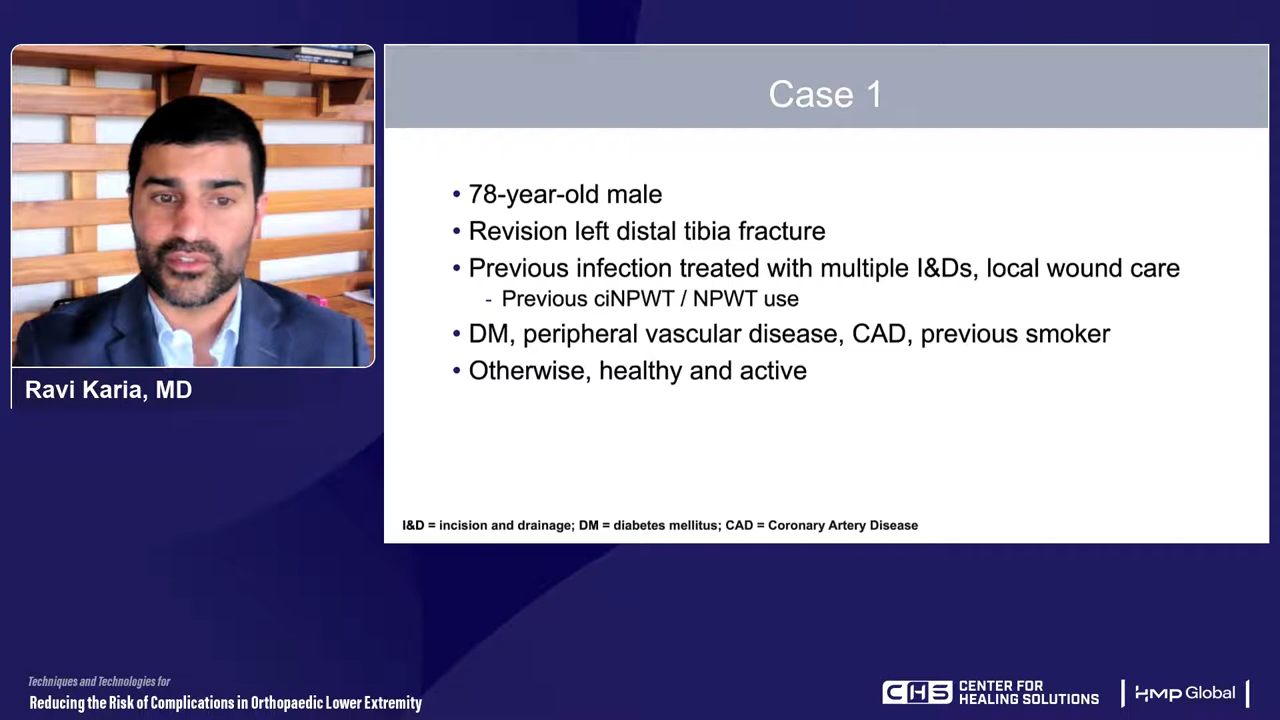 Case 1
• 78-year-old male
• Revision left distal tibia fracture
• Previous infection treated with multiple I&Ds, local wound care
- Previous ciNPWT / NPWT use
• DM, peripheral vascular disease, CAD, previous smoker
• Otherwise, healthy and active
I&D = incision and drainage; DM = diabetes mellitus; CAD = Coronary Artery Disease
Ravi Karia, MD
Techniques and Technologies for
Reducing the Risk of Complications in Orthopaedic Lower Extremity
CHS CENTER FOR
HEALING SOLUTIONS
HMP Global